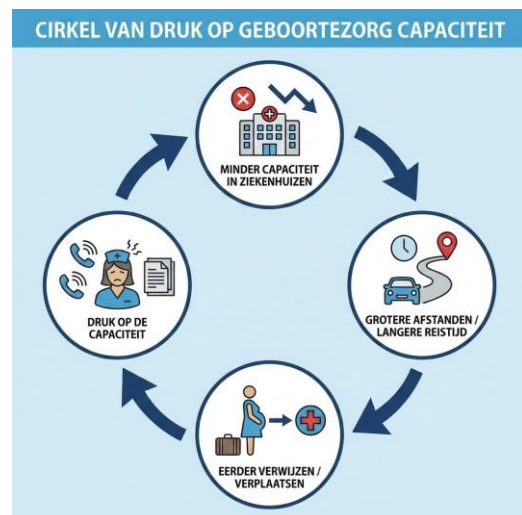 CIRKEL VAN DRUK OP GEBOORTEZORG CAPACITEIT
MINDER CAPACITEIT
IN ZIEKENHUIZEN
GROTERE AFSTANDEN /
LANGERE REISTIJD
EERDER VERWIJZEN /
VERPLAATSEN
DRUK OP DE
CAPACITEIT